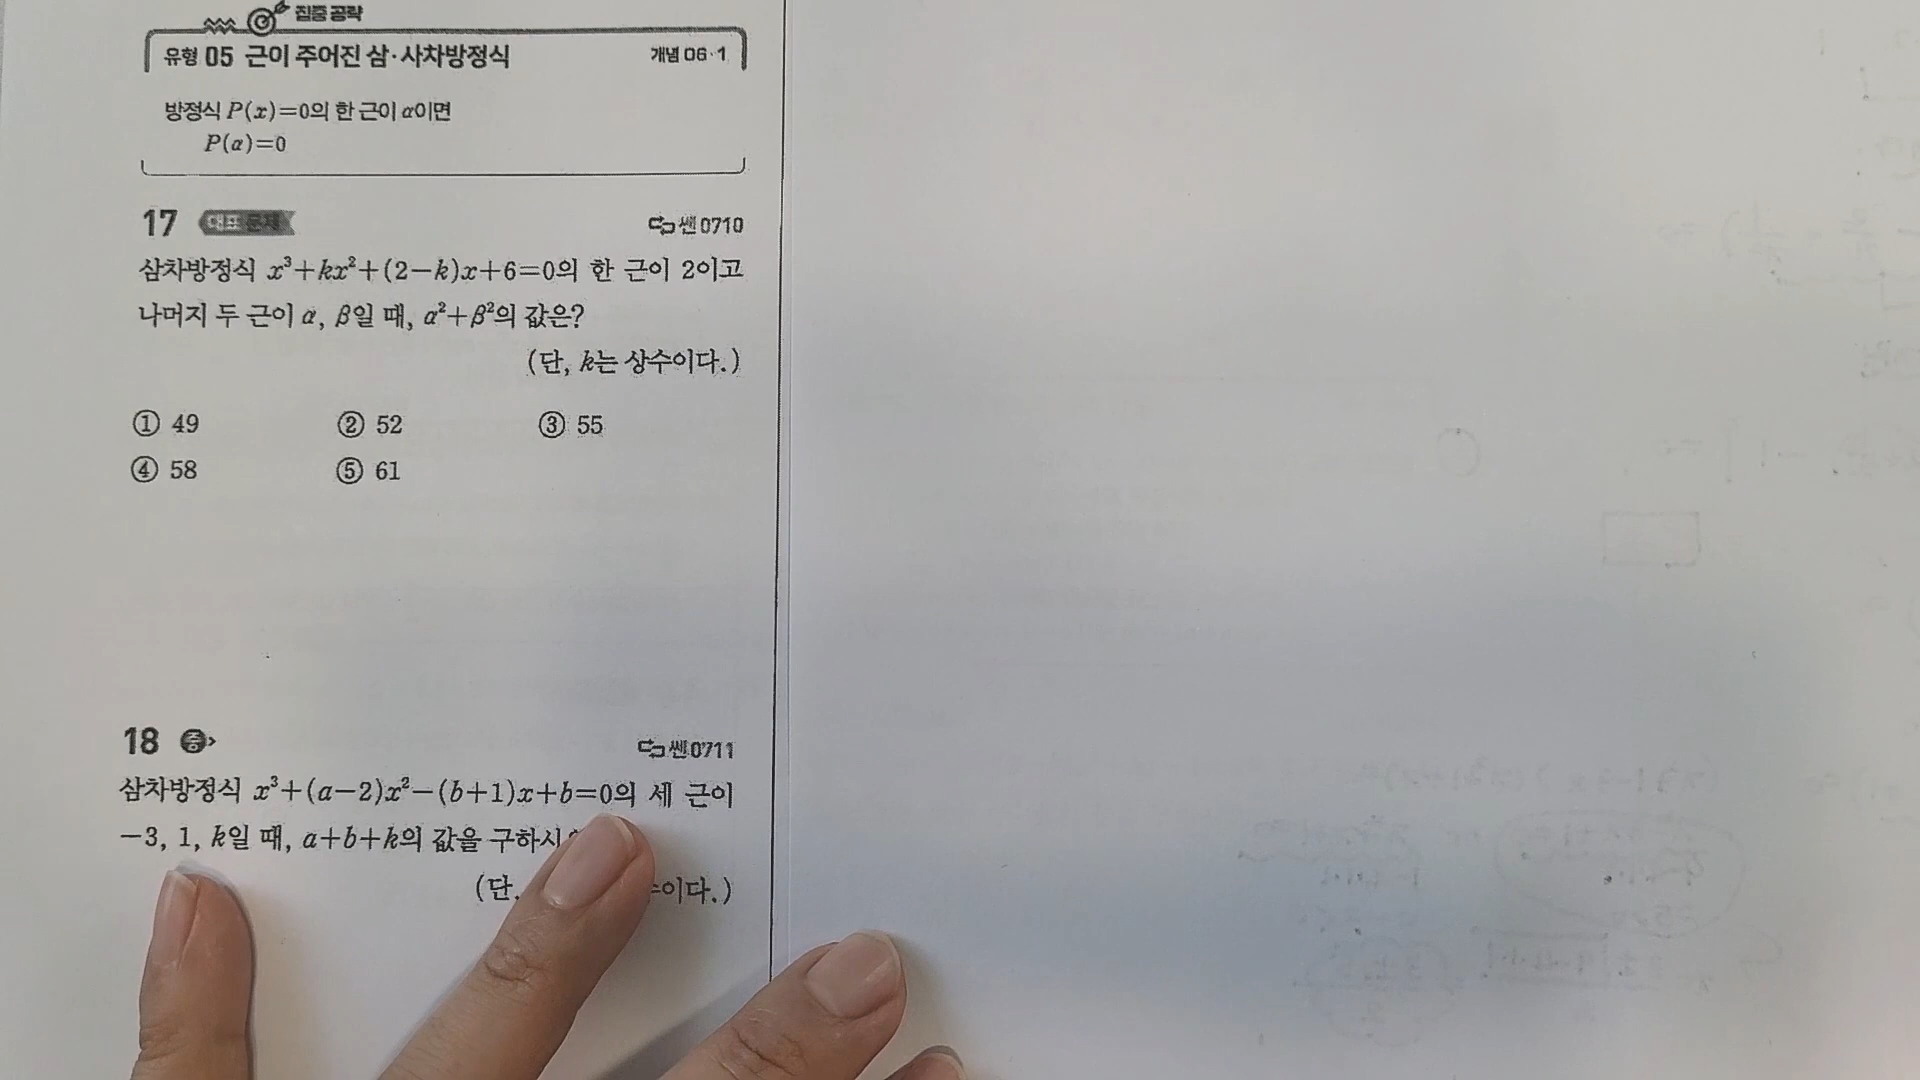 집중 공략
유형 05 근이 주어진 삼·사차방정식 개념 06·1
방정식 P(x)=0의 한 근이 α이면
P(α)=0
17 대표 문제 쎈 0710
삼차방정식 x³+kx²+(2-k)x+6=0의 한 근이 2이고
나머지 두 근이 α, β일 때, α²+β²의 값은?
(단, k는 상수이다.)
① 49 ② 52 ③ 55
④ 58 ⑤ 61
18 중 쎈 0711
삼차방정식 x³+(a-2)x²-(b+1)x+b=0의 세 근이
-3, 1, k일 때, a+b+k의 값을 구하시
(단, 이다.)